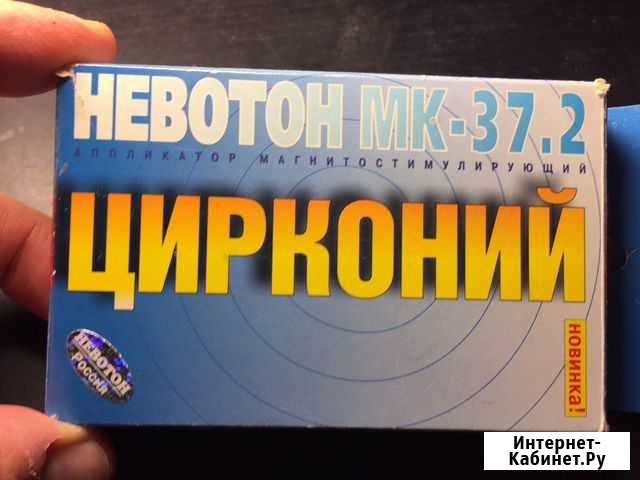 НЕВОТОН МК-37.2
АППЛИКАТОР МАГНИТОСТИМУЛИРУЮЩИЙ
ЦИРКОНИЙ
НЕВОТОН
РОССИЯ
НОВИНКА!
Интернет-
Кабинет.Ру